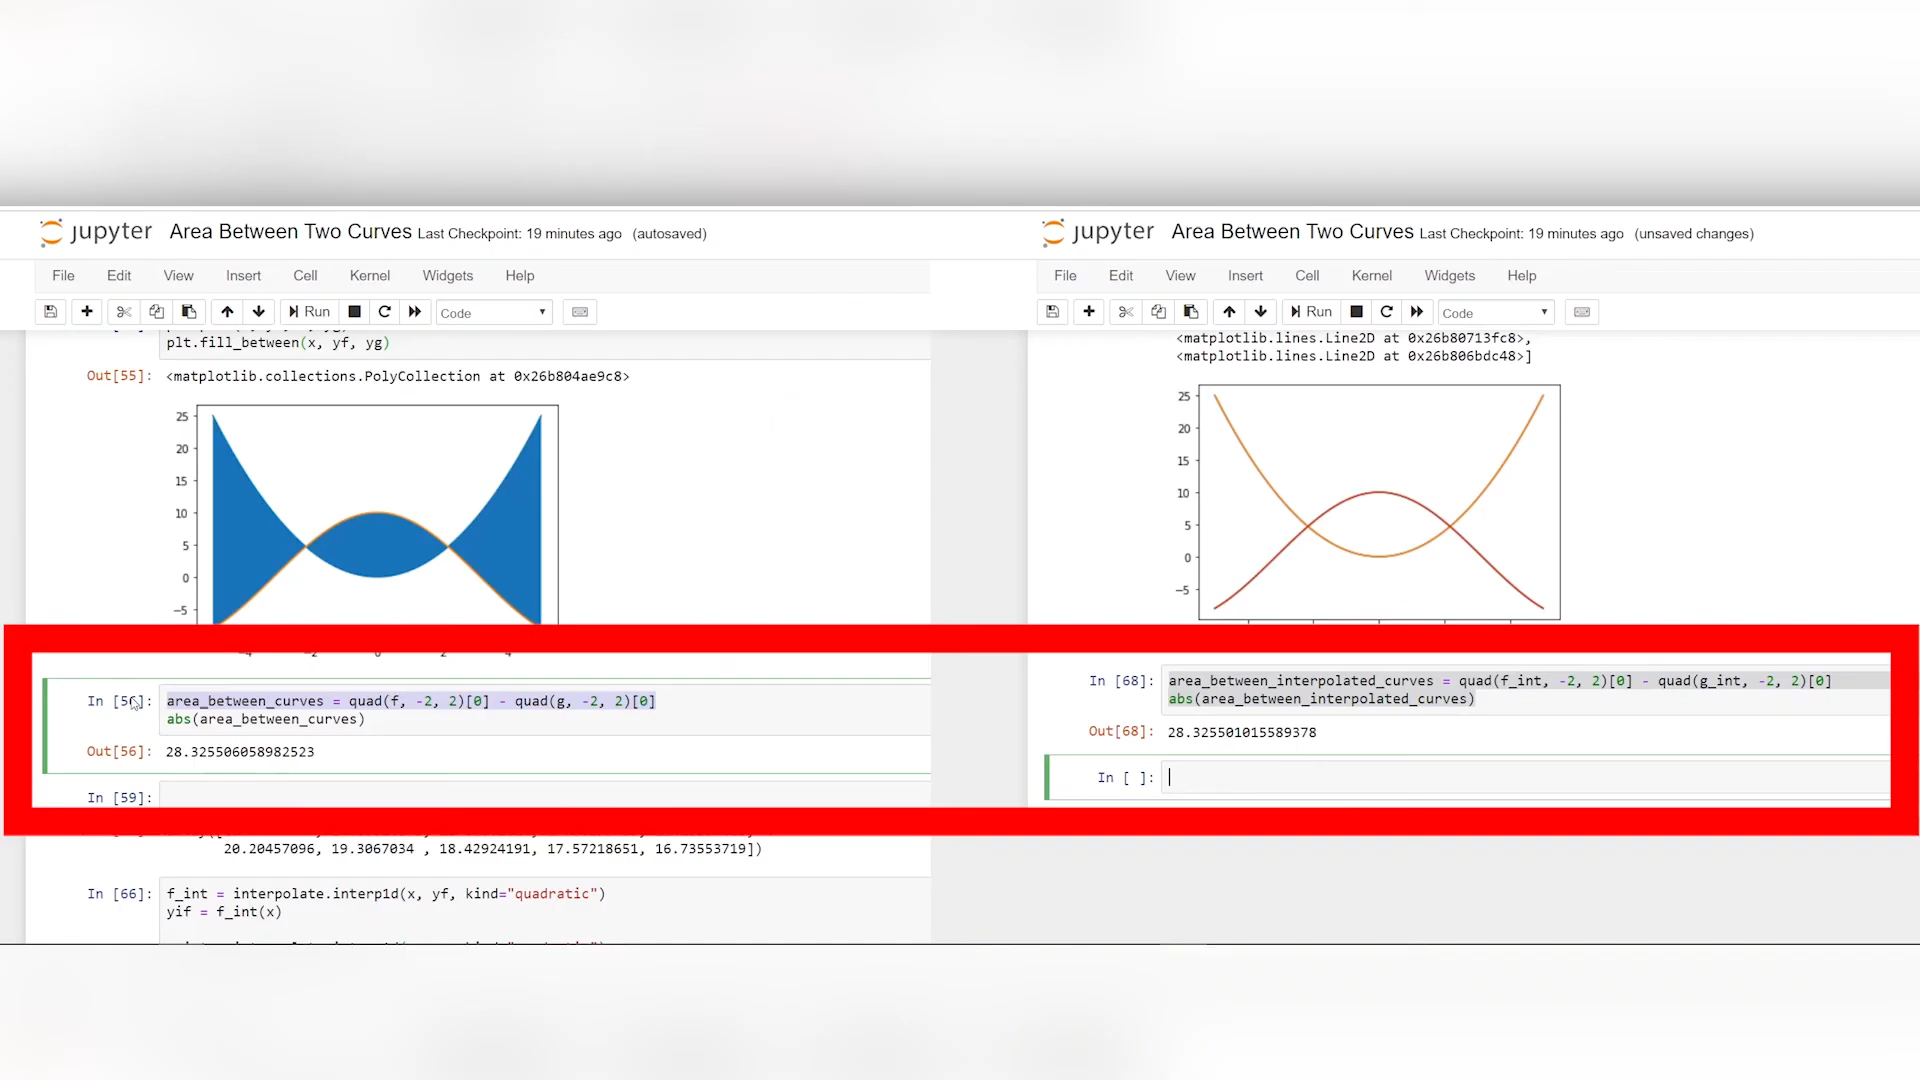 jupyter Area Between Two Curves Last Checkpoint: 19 minutes ago (autosaved)
File Edit View Insert Cell Kernel Widgets Help
Run Code
plt.fill_between(x, yf, yg)
Out[55]: <matplotlib.collections.PolyCollection at 0x26b804ae9c8>
25
20
15
10
5
0
−5
−4 −2 0 2 4
In [56]: area_between_curves = quad(f, -2, 2)[0] - quad(g, -2, 2)[0]
abs(area_between_curves)
Out[56]: 28.325506058982523
In [59]:
20.20457096, 19.3067034 , 18.42924191, 17.57218651, 16.73553719])
In [66]: f_int = interpolate.interp1d(x, yf, kind="quadratic")
yif = f_int(x)
jupyter Area Between Two Curves Last Checkpoint: 19 minutes ago (unsaved changes)
File Edit View Insert Cell Kernel Widgets Help
Run Code
<matplotlib.lines.Line2D at 0x26b80713fc8>,
<matplotlib.lines.Line2D at 0x26b806bdc48>]
25
20
15
10
5
0
−5
In [68]: area_between_interpolated_curves = quad(f_int, -2, 2)[0] - quad(g_int, -2, 2)[0]
abs(area_between_interpolated_curves)
Out[68]: 28.325501015589378
In [ ]: